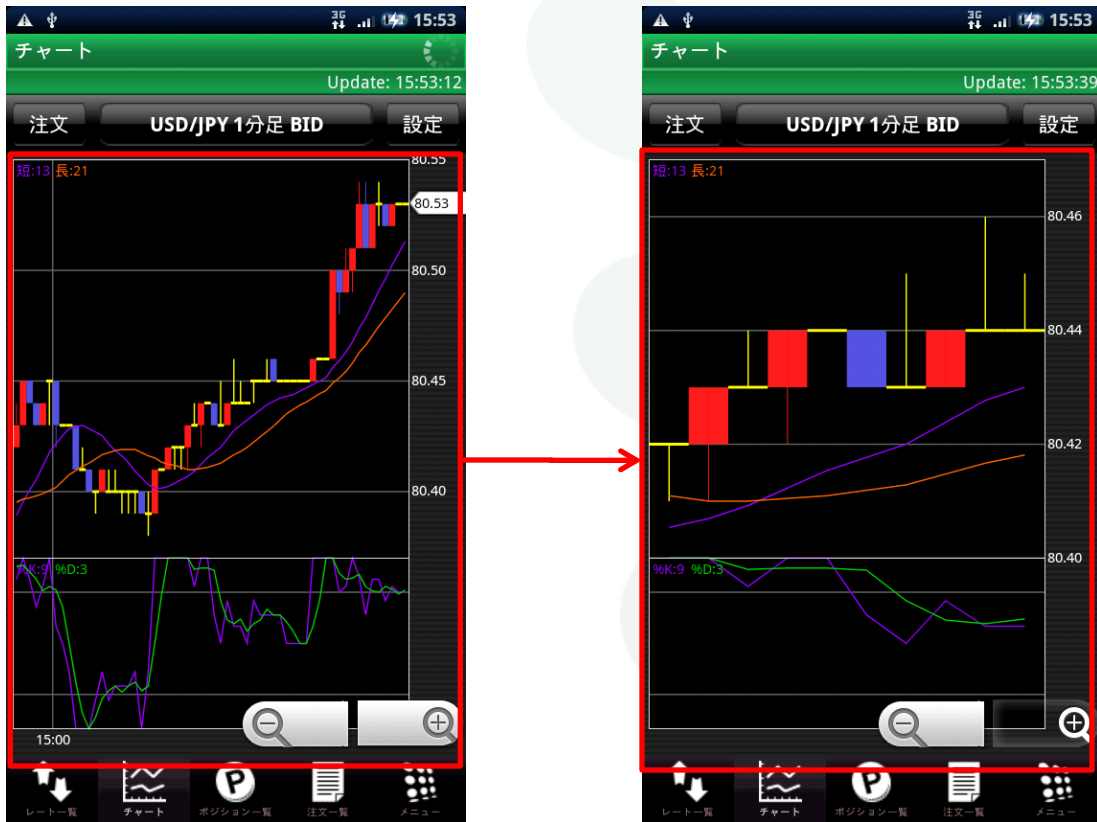 3G 15:53
チャート
Update: 15:53:12
注文 USD/JPY 1分足 BID 設定
短:13 長:21
80.55
80.53
80.50
80.45
80.40
%K:9 %D:3
15:00
レート一覧 チャート ポジション一覧 注文一覧 メニュー
3G 15:53
チャート
Update: 15:53:39
注文 USD/JPY 1分足 BID 設定
短:13 長:21
80.46
80.44
80.42
80.40
%K:9 %D:3
レート一覧 チャート ポジション一覧 注文一覧 メニュー